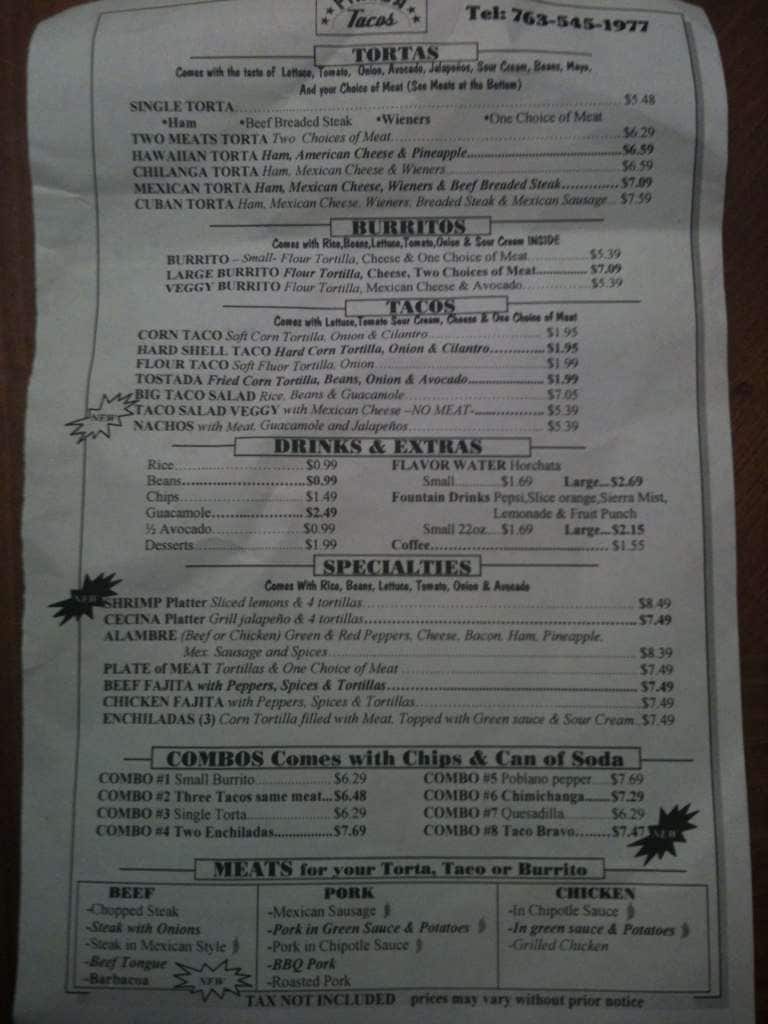 Tacos
Tel: 763-545-1977
TORTAS
Comes with the taste of Lettuce, Tomato, Onion, Avocado, Jalapeños, Sour Cream, Beans, Mayo,
And your Choice of Meat (See Meats at the Bottom)
SINGLE TORTA $5.48
•Ham •Beef Breaded Steak •Wieners •One Choice of Meat
TWO MEATS TORTA Two Choices of Meat $6.29
HAWAIIAN TORTA Ham, American Cheese & Pineapple $6.59
CHILANGA TORTA Ham, Mexican Cheese & Wieners $6.59
MEXICAN TORTA Ham, Mexican Cheese, Wieners & Beef Breaded Steak $7.09
CUBAN TORTA Ham, Mexican Cheese, Wieners, Breaded Steak & Mexican Sausage $7.59
BURRITOS
Comes with Rice,Beans,Lettuce,Tomato,Onion & Sour Cream INSIDE
BURRITO – Small- Flour Tortilla, Cheese & One Choice of Meat $5.39
LARGE BURRITO Flour Tortilla, Cheese, Two Choices of Meat $7.09
VEGGY BURRITO Flour Tortilla, Mexican Cheese & Avocado $5.39
TACOS
Comes with Lettuce,Tomato Sour Cream, Cheese & One Choice of Meat
CORN TACO Soft Corn Tortilla, Onion & Cilantro $1.95
HARD SHELL TACO Hard Corn Tortilla, Onion & Cilantro $1.95
FLOUR TACO Soft Fluor Tortilla, Onion $1.99
TOSTADA Fried Corn Tortilla, Beans, Onion & Avocado $1.99
BIG TACO SALAD Rice, Beans & Guacamole $7.05
NEW TACO SALAD VEGGY with Mexican Cheese –NO MEAT- $5.39
NACHOS with Meat, Guacamole and Jalapeños $5.39
DRINKS & EXTRAS
Rice $0.99
Beans $0.99
Chips $1.49
Guacamole $2.49
½ Avocado $0.99
Desserts $1.99
FLAVOR WATER Horchata
Small $1.69 Large $2.69
Fountain Drinks Pepsi,Slice orange,Sierra Mist,
Lemonade & Fruit Punch
Small 22oz $1.69 Large $2.15
Coffee $1.55
SPECIALTIES
Comes With Rice, Beans, Lettuce, Tomato, Onion & Avocado
NEW SHRIMP Platter Sliced lemons & 4 tortillas $8.49
CECINA Platter Grill jalapeño & 4 tortillas $7.49
ALAMBRE (Beef or Chicken) Green & Red Peppers, Cheese, Bacon, Ham, Pineapple,
Mex. Sausage and Spices $8.39
PLATE of MEAT Tortillas & One Choice of Meat $7.49
BEEF FAJITA with Peppers, Spices & Tortillas $7.49
CHICKEN FAJITA with Peppers, Spices & Tortillas $7.49
ENCHILADAS (3) Corn Tortilla filled with Meat, Topped with Green sauce & Sour Cream $7.49
COMBOS Comes with Chips & Can of Soda
COMBO #1 Small Burrito $6.29
COMBO #2 Three Tacos same meat $6.48
COMBO #3 Single Torta $6.29
COMBO #4 Two Enchiladas $7.69
COMBO #5 Poblano pepper $7.69
COMBO #6 Chimichanga $7.29
COMBO #7 Quesadilla $6.29
COMBO #8 Taco Bravo $7.47 NEW
MEATS for your Torta, Taco or Burrito
BEEF
-Chopped Steak
-Steak with Onions
-Steak in Mexican Style
-Beef Tongue
-Barbacoa NEW
PORK
-Mexican Sausage
-Pork in Green Sauce & Potatoes
-Pork in Chipotle Sauce
-BBQ Pork
-Roasted Pork
CHICKEN
-In Chipotle Sauce
-In green sauce & Potatoes
-Grilled Chicken
TAX NOT INCLUDED prices may vary without prior notice